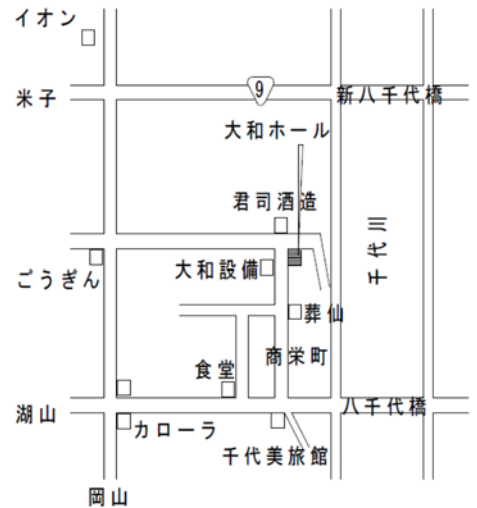 イオン
米子
9
新八千代橋
大和ホール
君司酒造
千代川
ごうぎん
大和設備
葬仙
商栄町
食堂
湖山
八千代橋
カローラ
千代美旅館
岡山